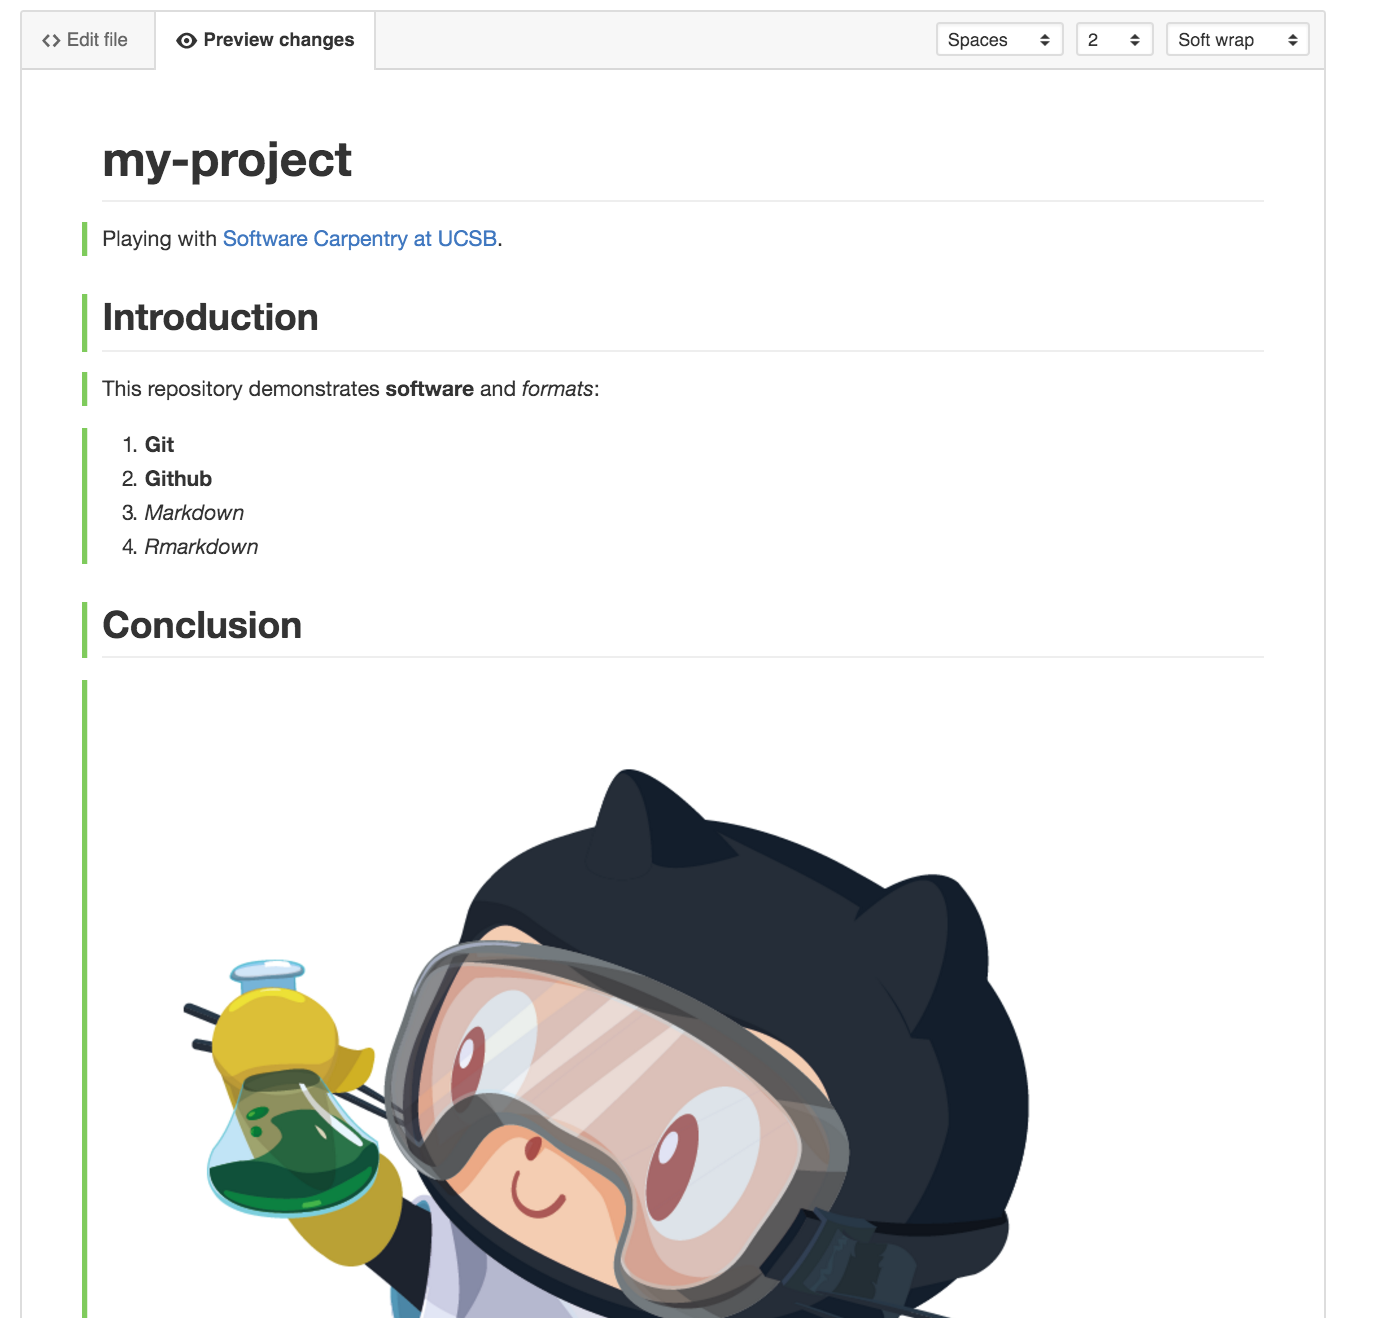 Edit file
Preview changes
Spaces
2
Soft wrap
my-project
Playing with Software Carpentry at UCSB.
Introduction
This repository demonstrates software and formats:
1. Git
2. Github
3. Markdown
4. Rmarkdown
Conclusion